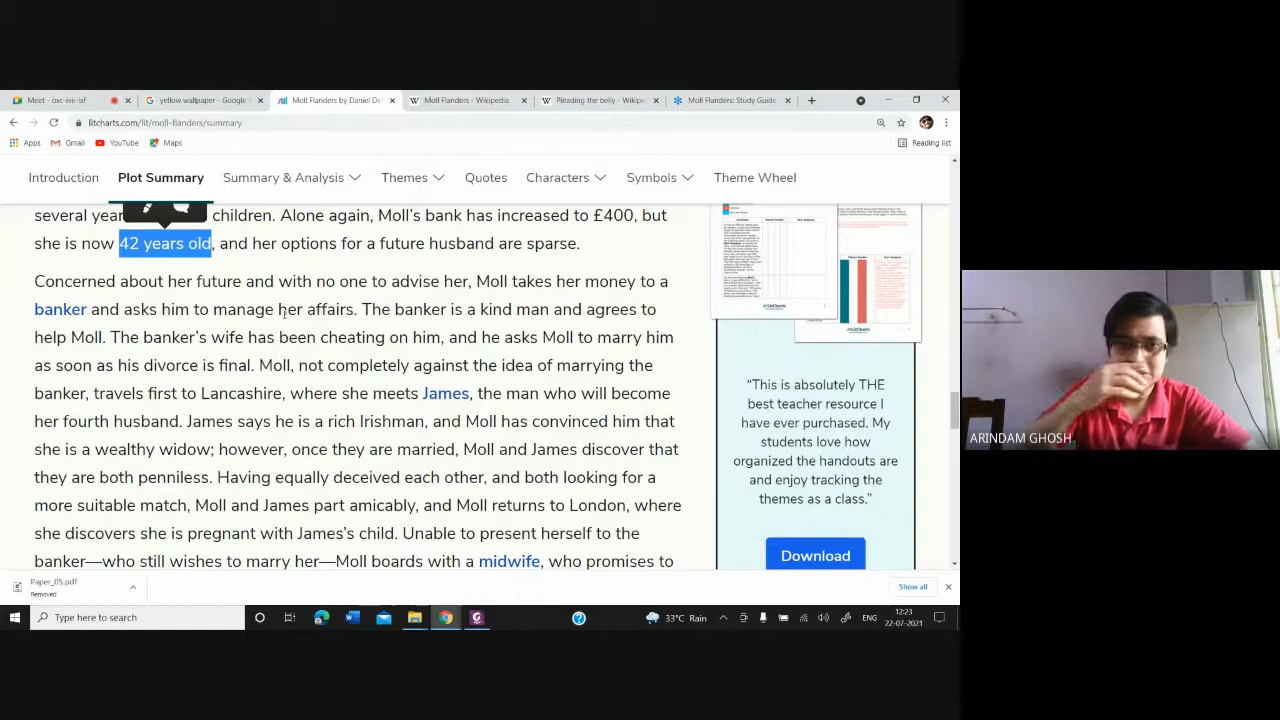 Meet - oxc-ivii-ixf
yellow wallpaper - Google S
Moll Flanders by Daniel De
Moll Flanders - Wikipedia
Pleading the belly - Wikipe
Moll Flanders: Study Guide
litcharts.com/lit/moll-flanders/summary
Apps Gmail YouTube Maps Reading list
Introduction Plot Summary Summary & Analysis Themes Quotes Characters Symbols Theme Wheel
several year children. Alone again, Moll's bank has increased to £400, but
is now 42 years old, and her options for a future husband are sparse.
Concerned about her future and with no one to advise her, Moll takes her money to a
banker and asks him to manage her affairs. The banker is a kind man and agrees to
help Moll. The banker's wife has been cheating on him, and he asks Moll to marry him
as soon as his divorce is final. Moll, not completely against the idea of marrying the
banker, travels first to Lancashire, where she meets James, the man who will become
her fourth husband. James says he is a rich Irishman, and Moll has convinced him that
she is a wealthy widow; however, once they are married, Moll and James discover that
they are both penniless. Having equally deceived each other, and both looking for a
more suitable match, Moll and James part amicably, and Moll returns to London, where
she discovers she is pregnant with James's child. Unable to present herself to the
banker—who still wishes to marry her—Moll boards with a midwife, who promises to
"This is absolutely THE
best teacher resource I
have ever purchased. My
students love how
organized the handouts are
and enjoy tracking the
themes as a class."
Download
ARINDAM GHOSH
Paper_05.pdf
Removed
Show all
Type here to search
33°C Rain
ENG
12:23
22-07-2021